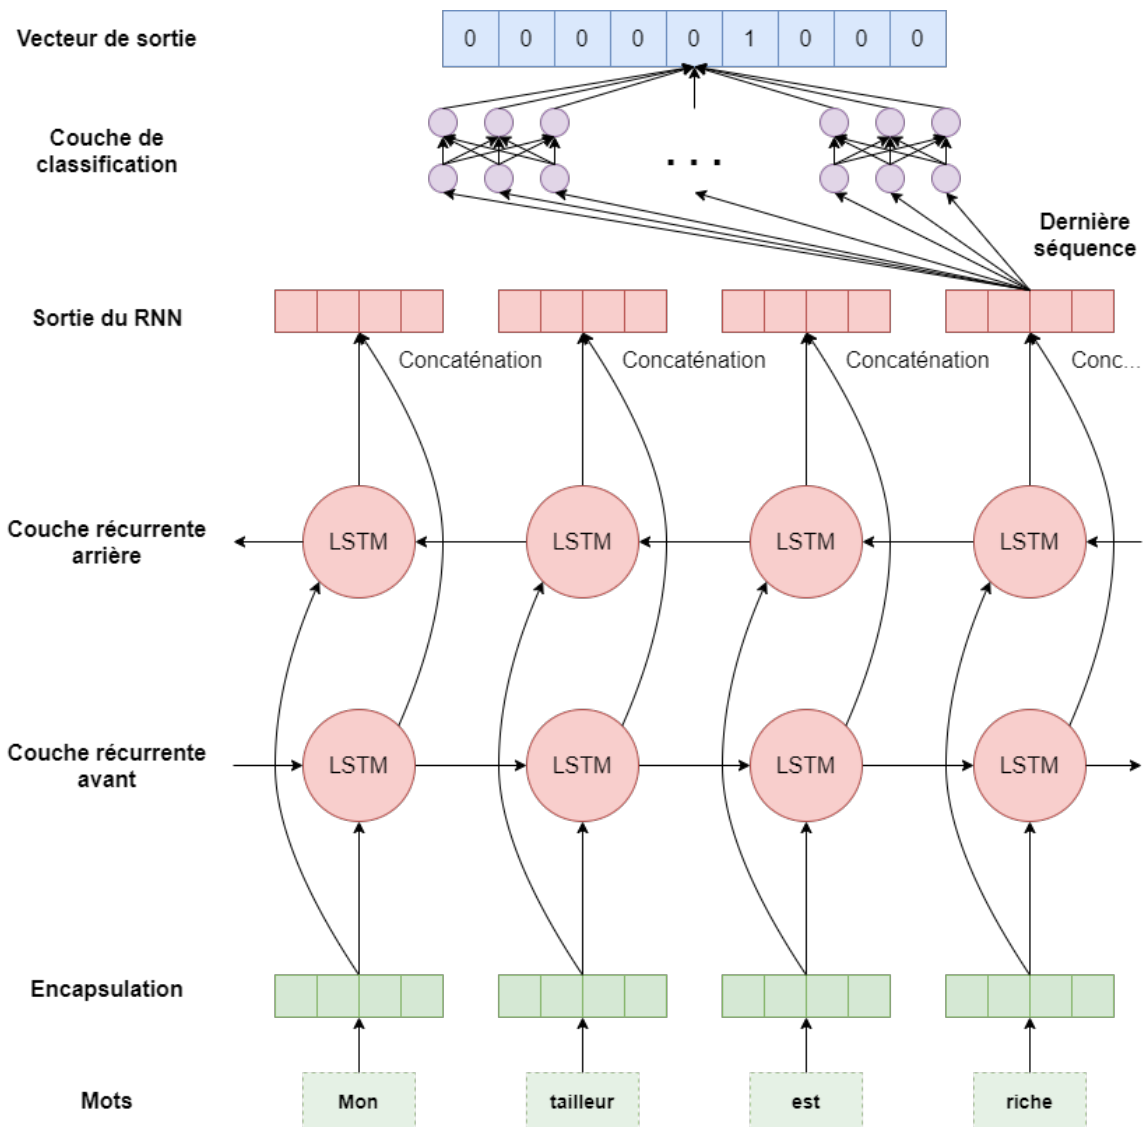 Vecteur de sortie
0 0 0 0 0 1 0 0 0
Couche de
classification
. . .
Dernière
séquence
Sortie du RNN
Concaténation Concaténation Concaténation Conc...
Couche récurrente
arrière
LSTM LSTM LSTM LSTM
Couche récurrente
avant
LSTM LSTM LSTM LSTM
Encapsulation
Mots Mon tailleur est riche